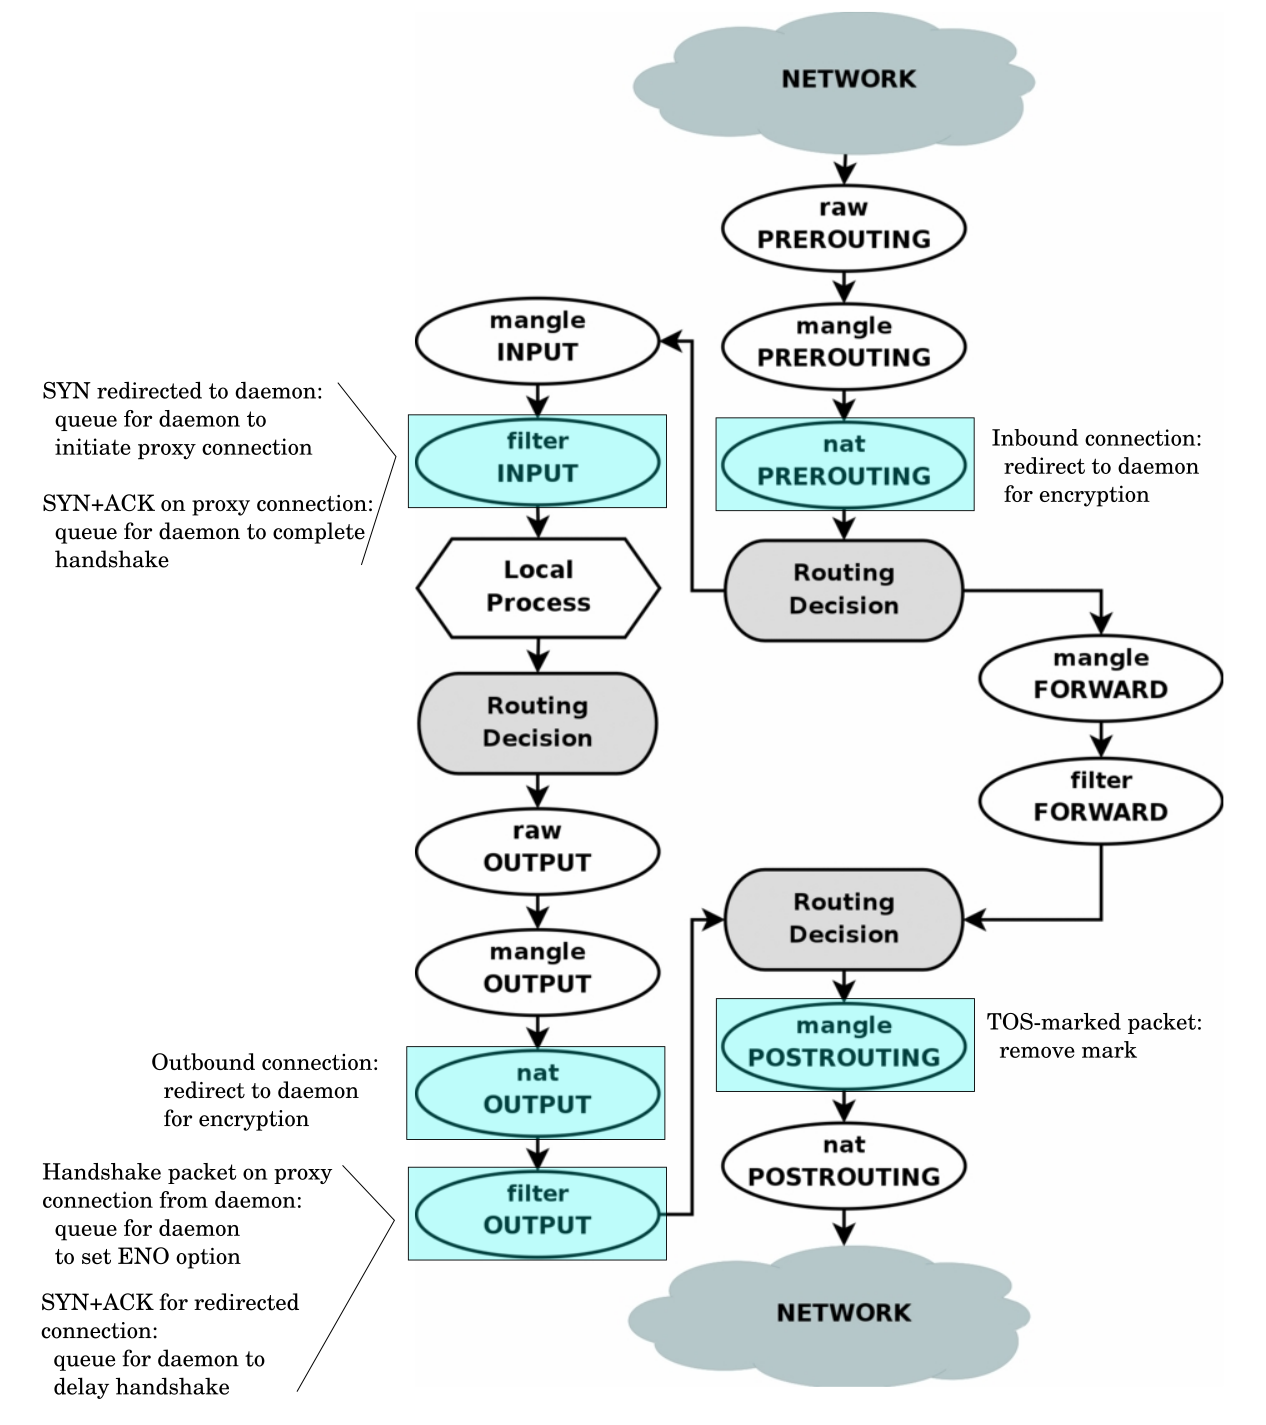 NETWORK
raw
PREROUTING
mangle
PREROUTING
nat
PREROUTING
Inbound connection:
redirect to daemon
for encryption
Routing
Decision
mangle
INPUT
SYN redirected to daemon:
queue for daemon to
initiate proxy connection
SYN+ACK on proxy connection:
queue for daemon to complete
handshake
filter
INPUT
Local
Process
Routing
Decision
raw
OUTPUT
mangle
OUTPUT
Outbound connection:
redirect to daemon
for encryption
nat
OUTPUT
Handshake packet on proxy
connection from daemon:
queue for daemon
to set ENO option
SYN+ACK for redirected
connection:
queue for daemon to
delay handshake
filter
OUTPUT
mangle
FORWARD
filter
FORWARD
Routing
Decision
mangle
POSTROUTING
TOS-marked packet:
remove mark
nat
POSTROUTING
NETWORK